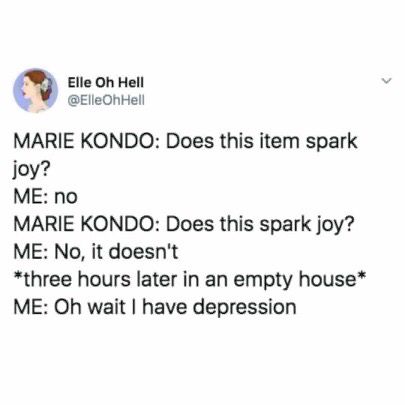 Elle Oh Hell
@ElleOhHell
MARIE KONDO: Does this item spark
joy?
ME: no
MARIE KONDO: Does this spark joy?
ME: No, it doesn't
*three hours later in an empty house*
ME: Oh wait I have depression